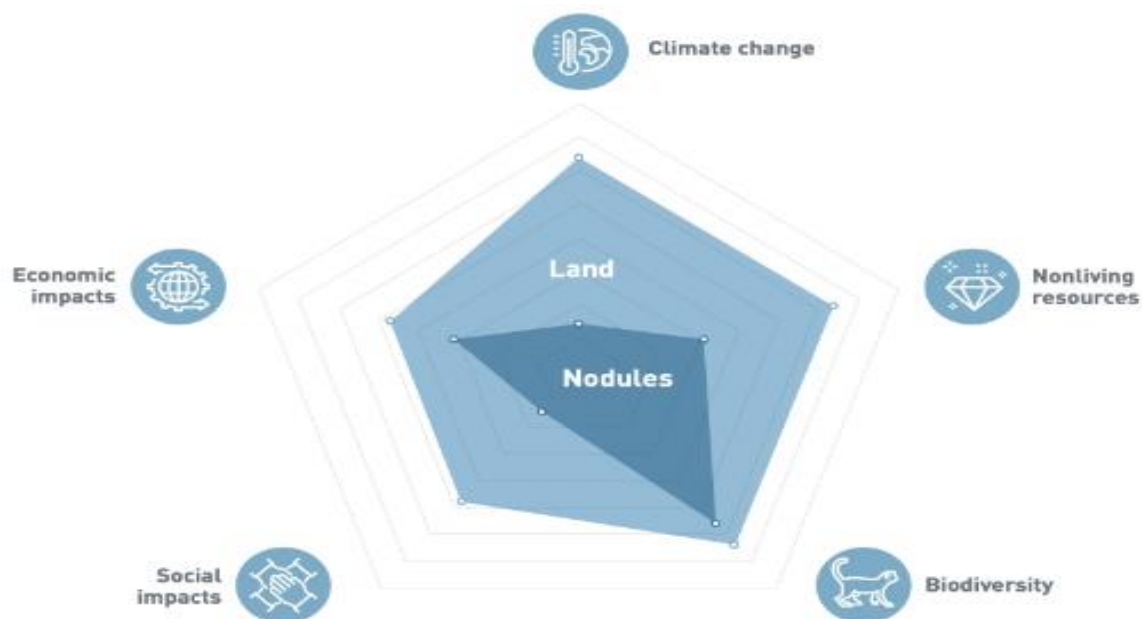 Climate change
Economic
impacts
Land
Nonliving
resources
Nodules
Social
impacts
Biodiversity